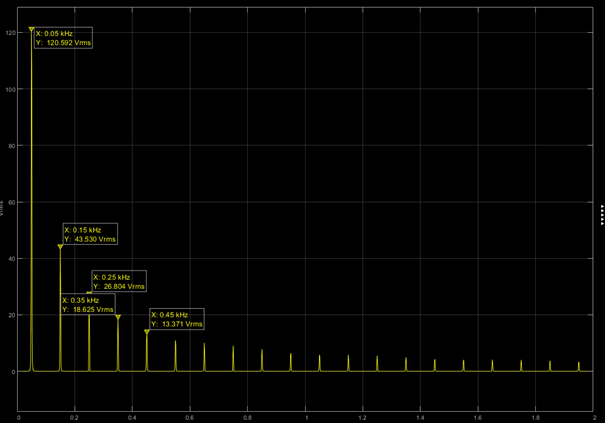 X: 0.05 kHz
Y: 120.592 Vrms
X: 0.15 kHz
Y: 43.530 Vrms
X: 0.25 kHz
Y: 26.804 Vrms
X: 0.35 kHz
Y: 18.625 Vrms
X: 0.45 kHz
Y: 13.371 Vrms
Vrms
120
100
80
60
40
20
0
0 0.2 0.4 0.6 0.8 1 1.2 1.4 1.6 1.8 2